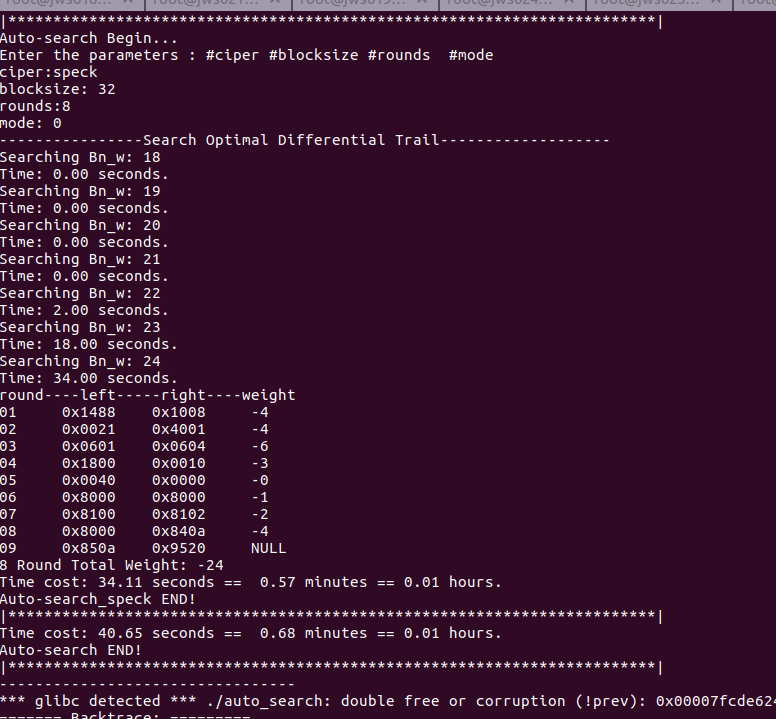 root@jws018... root@jws021... root@jws019... root@jws024... root@jws025... root@
|************************************************************************|
Auto-search Begin...
Enter the parameters : #ciper #blocksize #rounds  #mode
ciper:speck
blocksize: 32
rounds:8
mode: 0
----------------Search Optimal Differential Trail-------------------
Searching Bn_w: 18
Time: 0.00 seconds.
Searching Bn_w: 19
Time: 0.00 seconds.
Searching Bn_w: 20
Time: 0.00 seconds.
Searching Bn_w: 21
Time: 0.00 seconds.
Searching Bn_w: 22
Time: 2.00 seconds.
Searching Bn_w: 23
Time: 18.00 seconds.
Searching Bn_w: 24
Time: 34.00 seconds.
round----left-----right----weight
01     0x1488    0x1008     -4
02     0x0021    0x4001     -4
03     0x0601    0x0604     -6
04     0x1800    0x0010     -3
05     0x0040    0x0000     -0
06     0x8000    0x8000     -1
07     0x8100    0x8102     -2
08     0x8000    0x840a     -4
09     0x850a    0x9520     NULL
8 Round Total Weight: -24
Time cost: 34.11 seconds ==  0.57 minutes == 0.01 hours.
Auto-search_speck END!
|************************************************************************|
Time cost: 40.65 seconds ==  0.68 minutes == 0.01 hours.
Auto-search END!
|************************************************************************|
---------------------------------
*** glibc detected *** ./auto_search: double free or corruption (!prev): 0x00007fcde624
======= Backtrace: =========